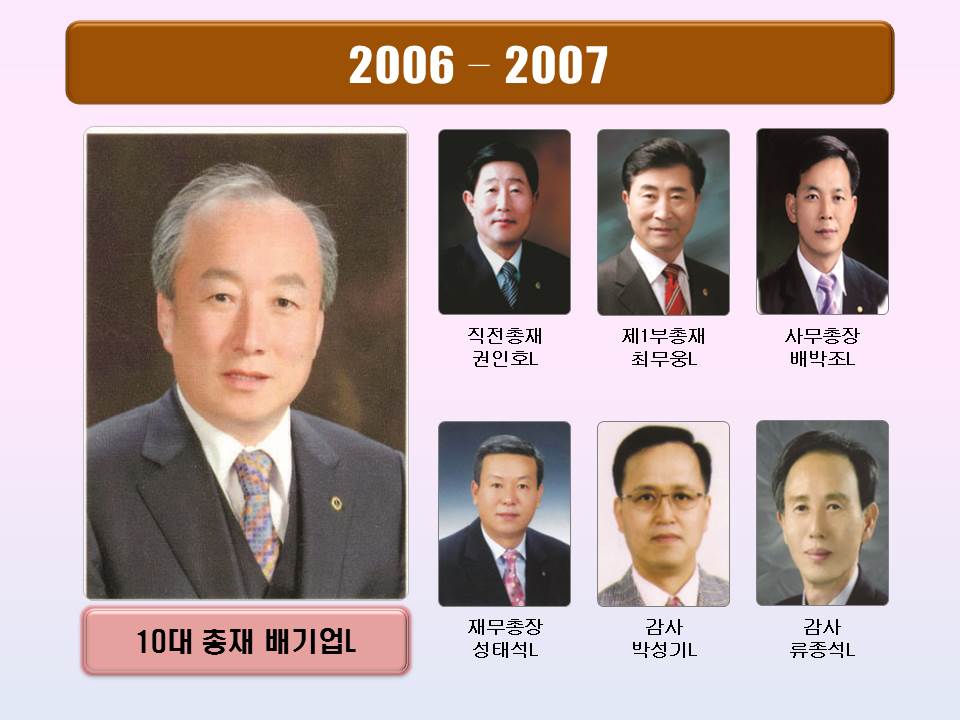 2006 – 2007
직전총재
권인호L
제1부총재
최무웅L
사무총장
배박조L
재무총장
성태석L
감사
박성기L
감사
류종석L
10대 총재 배기업L